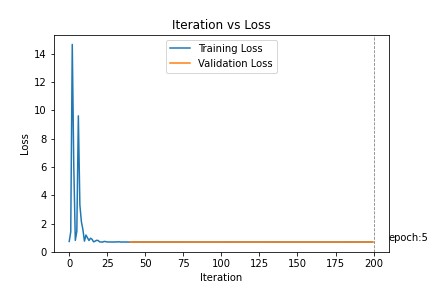 Iteration vs Loss
Training Loss
Validation Loss
14
12
10
8
6
4
2
0
Loss
0 25 50 75 100 125 150 175 200
Iteration
epoch:5